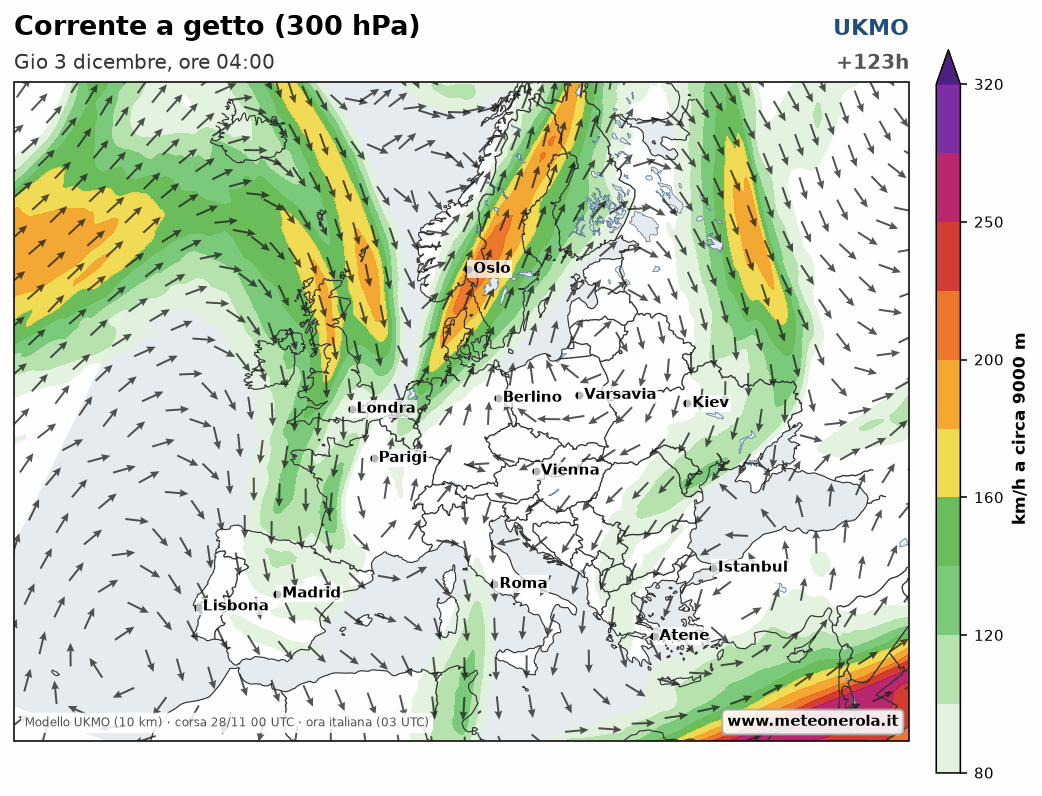 Corrente a getto (300 hPa)
UKMO
Gio 3 dicembre, ore 04:00
+123h
320
250
200
160
120
80
km/h a circa 9000 m
Oslo
Londra
Berlino
Varsavia
Kiev
Parigi
Vienna
Istanbul
Roma
Madrid
Lisbona
Atene
Modello UKMO (10 km) · corsa 28/11 00 UTC · ora italiana (03 UTC)
www.meteonerola.it